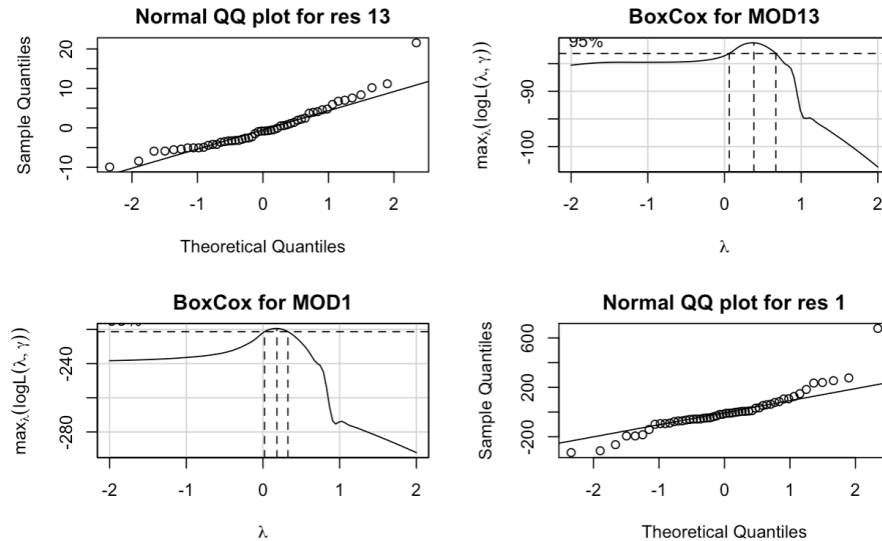 Normal QQ plot for res 13
Sample Quantiles
20
10
0
-10
-2
-1
0
1
2
Theoretical Quantiles
BoxCox for MOD13
95%
maxλ(logL(λ, γ))
-90
-100
-2
-1
0
1
2
λ
BoxCox for MOD1
maxλ(logL(λ, γ))
-240
-280
-2
-1
0
1
2
λ
Normal QQ plot for res 1
Sample Quantiles
600
200
-200
-2
-1
0
1
2
Theoretical Quantiles